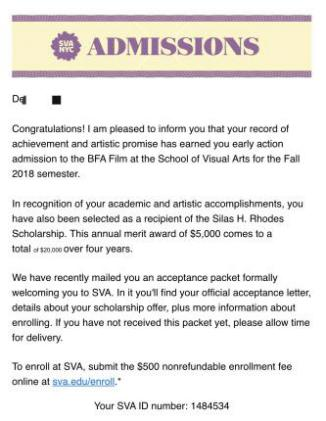 SVA
NYC
ADMISSIONS
De
Congratulations! I am pleased to inform you that your record of
achievement and artistic promise has earned you early action
admission to the BFA Film at the School of Visual Arts for the Fall
2018 semester.
In recognition of your academic and artistic accomplishments, you
have also been selected as a recipient of the Silas H. Rhodes
Scholarship. This annual merit award of $5,000 comes to a
total of $20,000 over four years.
We have recently mailed you an acceptance packet formally
welcoming you to SVA. In it you'll find your official acceptance letter,
details about your scholarship offer, plus more information about
enrolling. If you have not received this packet yet, please allow time
for delivery.
To enroll at SVA, submit the $500 nonrefundable enrollment fee
online at sva.edu/enroll.*
Your SVA ID number: 1484534